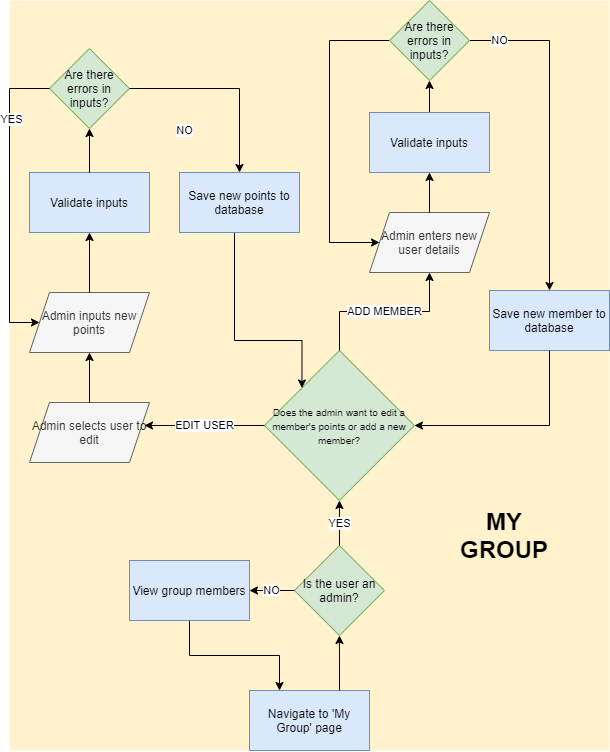 Are there
errors in
inputs?
NO
Are there
errors in
inputs?
YES
NO
Validate inputs
Validate inputs
Save new points to
database
Admin enters new
user details
Admin inputs new
points
ADD MEMBER
Save new member to
database
Admin selects user to
edit
EDIT USER
Does the admin want to edit a
member's points or add a new
member?
YES
MY
GROUP
View group members
NO
Is the user an
admin?
Navigate to 'My
Group' page